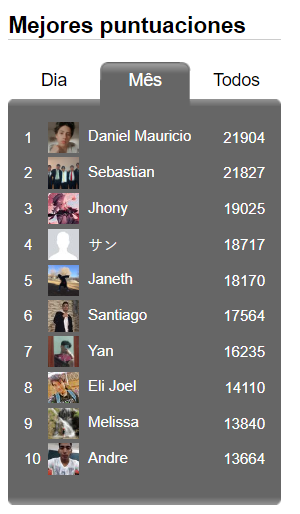 Mejores puntuaciones
Dia Mês Todos
1 Daniel Mauricio 21904
2 Sebastian 21827
3 Jhony 19025
4 サン 18717
5 Janeth 18170
6 Santiago 17564
7 Yan 16235
8 Eli Joel 14110
9 Melissa 13840
10 Andre 13664